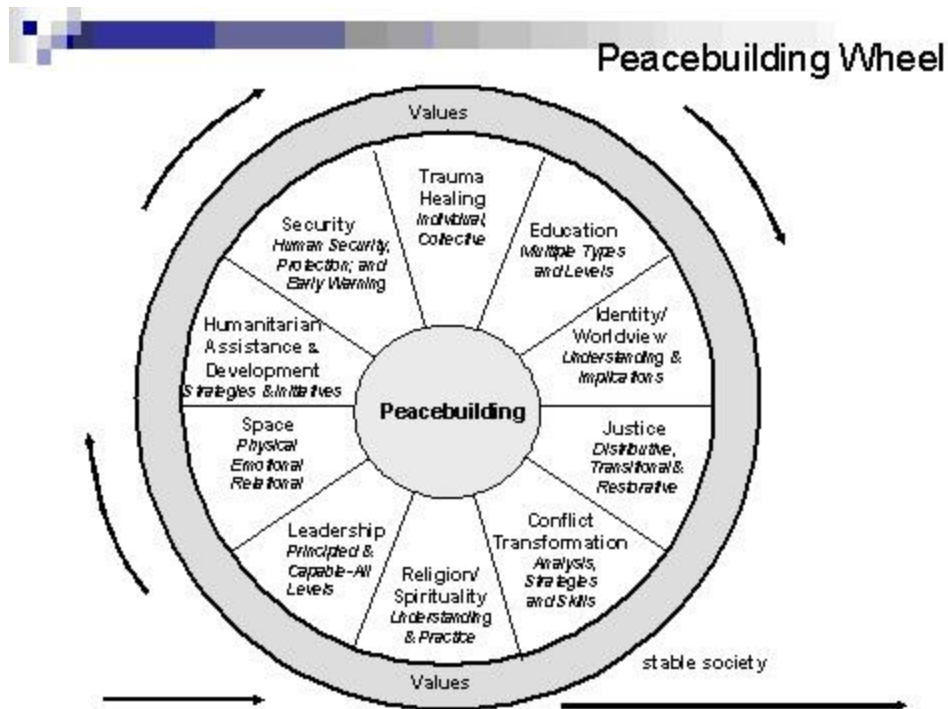 Peacebuilding Wheel
Values
Trauma
Healing
Individual,
Collective
Education
Multiple Types
and Levels
Identity/
Worldview
Understanding &
Implications
Justice
Distributive,
Transitional &
Restorative
Conflict
Transformation
Analysis,
Strategies
and Skills
Religion/
Spirituality
Understanding
& Practice
Leadership
Principled &
Capable-All
Levels
Space
Physical
Emotional
Relational
Humanitarian
Assistance &
Development
Strategies & Initiatives
Security
Human Security,
Protection; and
Early Warning
Peacebuilding
Values
stable society